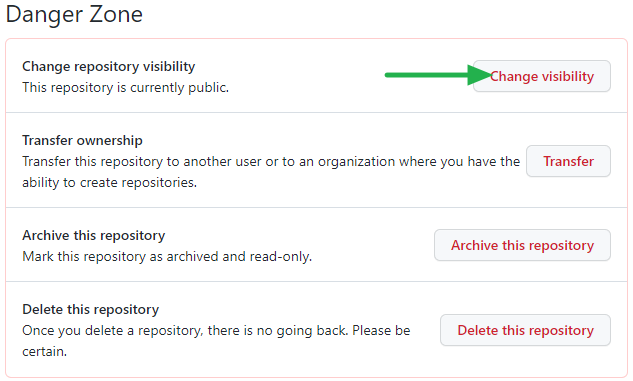 Danger Zone
Change repository visibility
This repository is currently public.
Change visibility
Transfer ownership
Transfer this repository to another user or to an organization where you have the
ability to create repositories.
Transfer
Archive this repository
Mark this repository as archived and read-only.
Archive this repository
Delete this repository
Once you delete a repository, there is no going back. Please be
certain.
Delete this repository